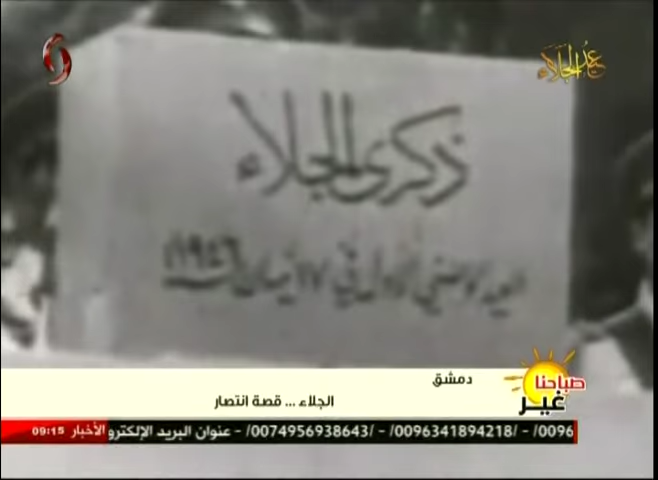 عيد الجلاء
ذكرى الجلاء
العيد الوطني الأول في ١٧ نيسان ١٩٤٦
صباحنا
غير
دمشق
الجلاء ... قصة انتصار
الأخبار 09:15
/0096 - /0096341894218/ - /0074956938643/ - عنوان البريد الإلكترو